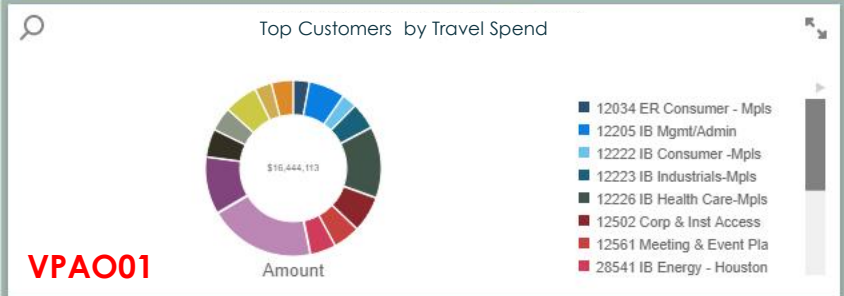 Top Customers by Travel Spend
$16,444,113
Amount
12034 ER Consumer - Mpls
12205 IB Mgmt/Admin
12222 IB Consumer -Mpls
12223 IB Industrials-Mpls
12226 IB Health Care-Mpls
12502 Corp & Inst Access
12561 Meeting & Event Pla
28541 IB Energy - Houston
VPAO01